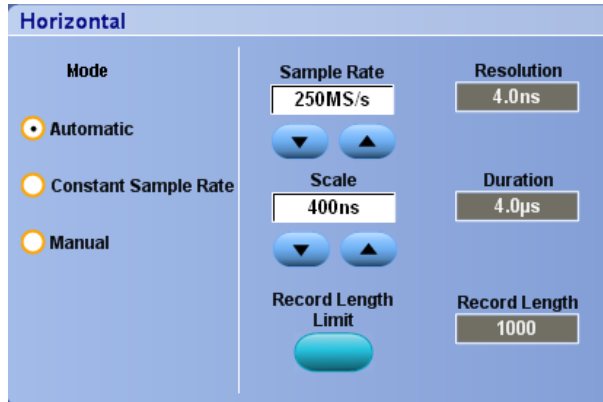 Horizontal
Mode
Automatic
Constant Sample Rate
Manual
Sample Rate
250MS/s
Scale
400ns
Record Length
Limit
Resolution
4.0ns
Duration
4.0µs
Record Length
1000